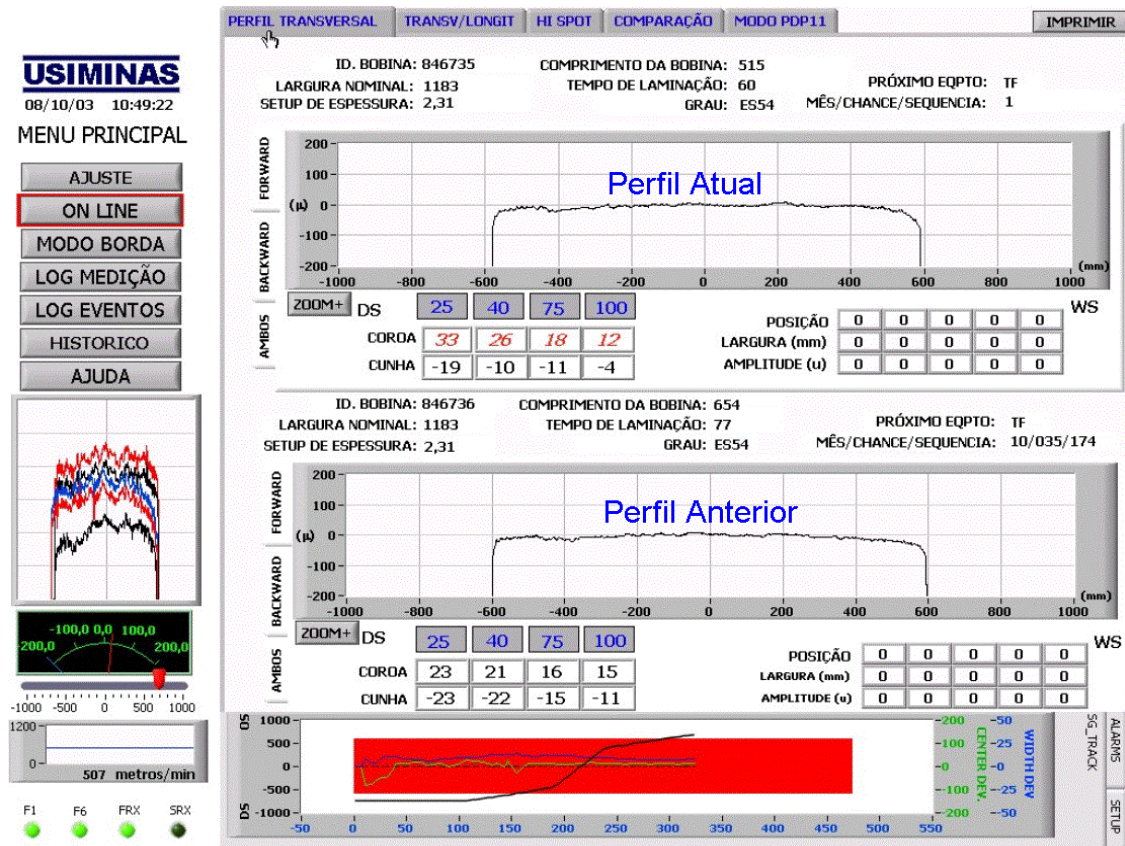 PERFIL TRANSVERSAL TRANSV/LONGIT HI SPOT COMPARAÇÃO MODO PDP11 IMPRIMIR
USIMINAS
08/10/03 10:49:22
MENU PRINCIPAL
AJUSTE
ON LINE
MODO BORDA
LOG MEDIÇÃO
LOG EVENTOS
HISTORICO
AJUDA
-200,0 -100,0 0,0 100,0 200,0
-1000 -500 0 500 1000
1200
0
507 metros/min
F1 F6 FRX SRX
ID. BOBINA: 846735 COMPRIMENTO DA BOBINA: 515
LARGURA NOMINAL: 1183 TEMPO DE LAMINAÇÃO: 60 PRÓXIMO EQPTO: TF
SETUP DE ESPESSURA: 2,31 GRAU: ES54 MÊS/CHANCE/SEQUENCIA: 1
FORWARD
BACKWARD
AMBOS
Perfil Atual
200
100
(µ) 0
-100
-200
-1000 -800 -600 -400 -200 0 200 400 600 800 1000
(mm)
ZOOM+ DS 25 40 75 100 WS
COROA 33 26 18 12
CUNHA -19 -10 -11 -4
POSIÇÃO 0 0 0 0 0
LARGURA (mm) 0 0 0 0 0
AMPLITUDE (u) 0 0 0 0 0
ID. BOBINA: 846736 COMPRIMENTO DA BOBINA: 654
LARGURA NOMINAL: 1183 TEMPO DE LAMINAÇÃO: 77 PRÓXIMO EQPTO: TF
SETUP DE ESPESSURA: 2,31 GRAU: ES54 MÊS/CHANCE/SEQUENCIA: 10/035/174
FORWARD
BACKWARD
AMBOS
Perfil Anterior
200
100
(µ) 0
-100
-200
-1000 -800 -600 -400 -200 0 200 400 600 800 1000
(mm)
ZOOM+ DS 25 40 75 100 WS
COROA 23 21 16 15
CUNHA -23 -22 -15 -11
POSIÇÃO 0 0 0 0 0
LARGURA (mm) 0 0 0 0 0
AMPLITUDE (u) 0 0 0 0 0
OS
DS
1000
500
0
-500
-1000
-50 0 50 100 150 200 250 300 350 400 450 500 550
-200 -50
-100 -25
-0 -0
-100 -25
-200 -50
CENTER DEV.
WIDTH DEV
SG_TRACK
ALARMS
SETUP